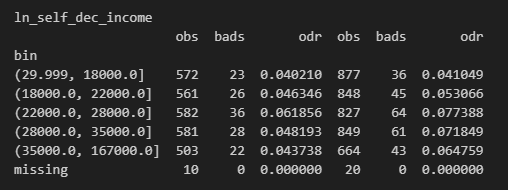 ln_self_dec_income
obs bads odr obs bads odr
bin
(29.999, 18000.0] 572 23 0.040210 877 36 0.041049
(18000.0, 22000.0] 561 26 0.046346 848 45 0.053066
(22000.0, 28000.0] 582 36 0.061856 827 64 0.077388
(28000.0, 35000.0] 581 28 0.048193 849 61 0.071849
(35000.0, 167000.0] 503 22 0.043738 664 43 0.064759
missing 10 0 0.000000 20 0 0.000000